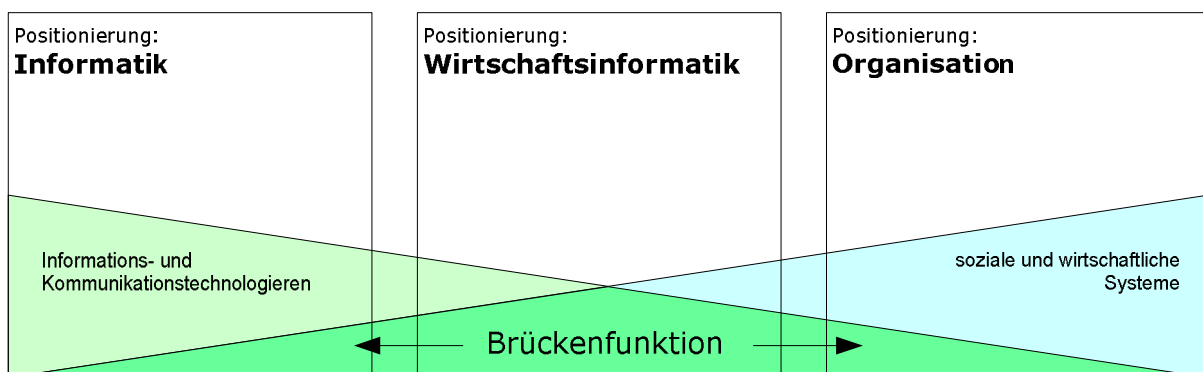 Positionierung:
Informatik
Positionierung:
Wirtschaftsinformatik
Positionierung:
Organisation
Informations- und
Kommunikationstechnologieren
soziale und wirtschaftliche
Systeme
Brückenfunktion